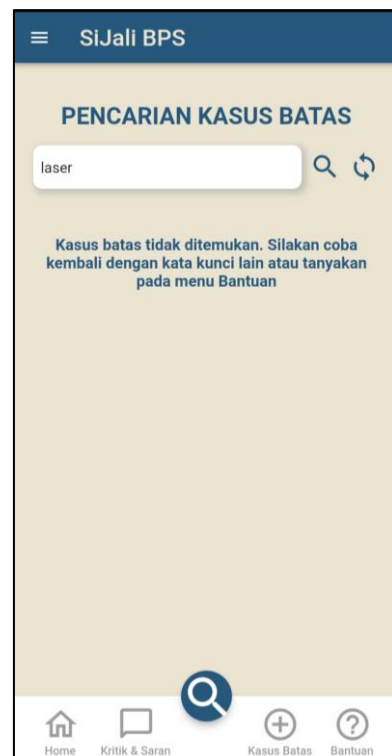 SiJali BPS
PENCARIAN KASUS BATAS
laser
Kasus batas tidak ditemukan. Silakan coba
kembali dengan kata kunci lain atau tanyakan
pada menu Bantuan
Home Kritik & Saran Kasus Batas Bantuan